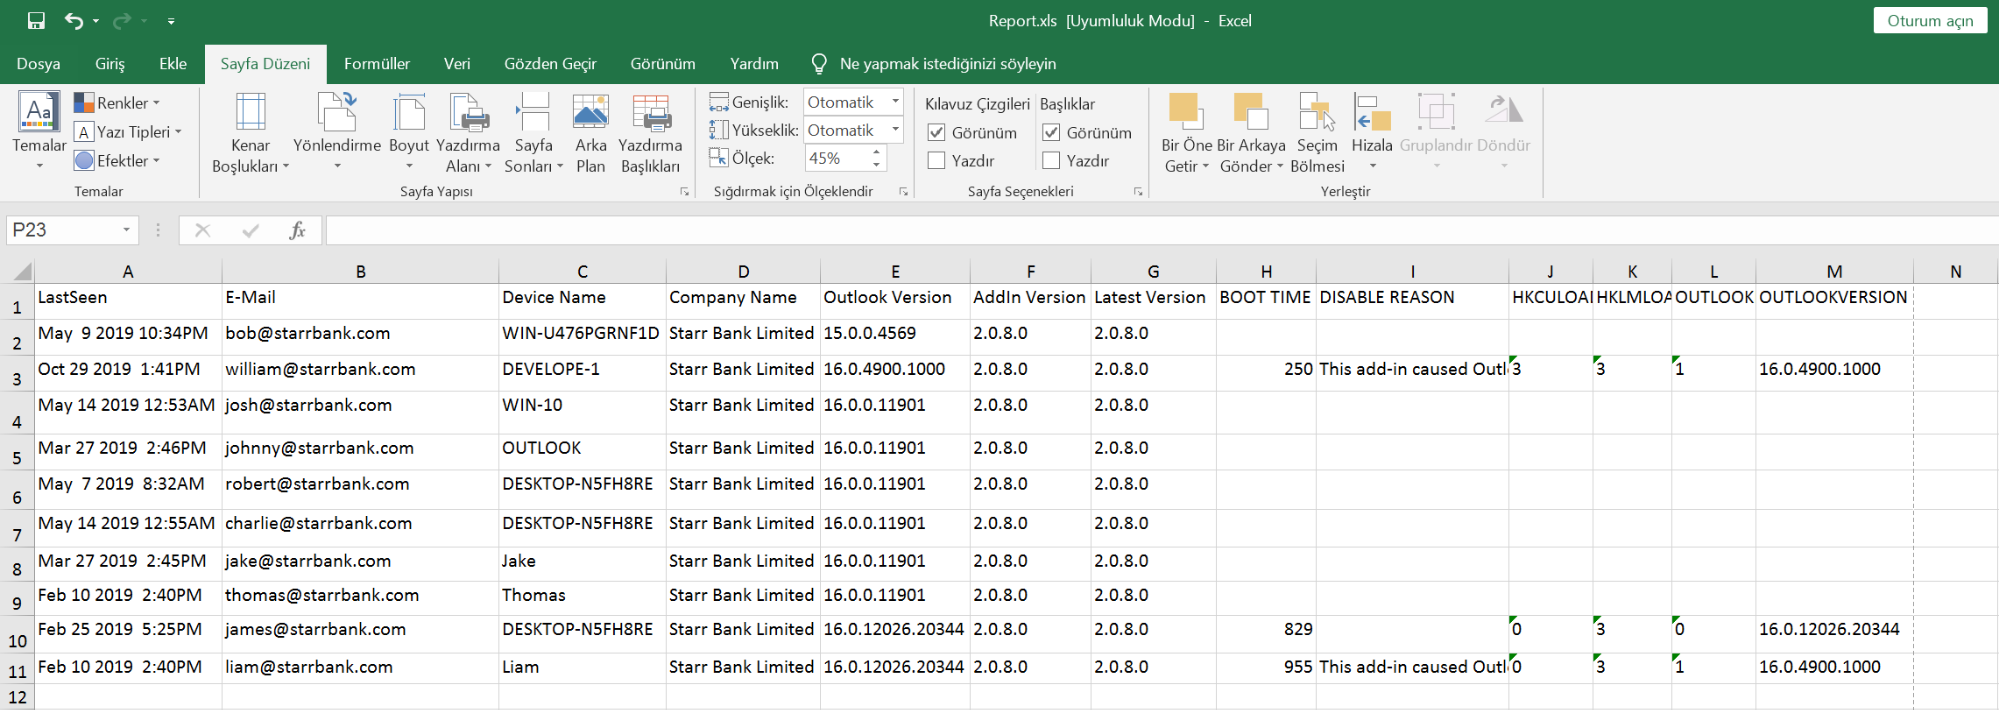 Report.xls [Uyumluluk Modu] - Excel
Oturum açın
Dosya Giriş Ekle Sayfa Düzeni Formüller Veri Gözden Geçir Görünüm Yardım Ne yapmak istediğinizi söyleyin
Aa
Temalar
Renkler
A Yazı Tipleri
Efektler
Temalar
Kenar Boşlukları
Yönlendirme
Boyut
Yazdırma Alanı
Sayfa Sonları
Arka Plan
Yazdırma Başlıkları
Sayfa Yapısı
Genişlik: Otomatik
Yükseklik: Otomatik
Ölçek: 45%
Sığdırmak için Ölçeklendir
Kılavuz Çizgileri Başlıklar
Görünüm Görünüm
Yazdır Yazdır
Sayfa Seçenekleri
Bir Öne Getir
Bir Arkaya Gönder
Seçim Bölmesi
Hizala
Gruplandır
Döndür
Yerleştir
P23 fx
A B C D E F G H I J K L M N
1 LastSeen E-Mail Device Name Company Name Outlook Version AddIn Version Latest Version BOOT TIME DISABLE REASON HKCULOAI HKLMLOA OUTLOOK OUTLOOKVERSION
2 May 9 2019 10:34PM bob@starrbank.com WIN-U476PGRNF1D Starr Bank Limited 15.0.0.4569 2.0.8.0 2.0.8.0
3 Oct 29 2019 1:41PM william@starrbank.com DEVELOPE-1 Starr Bank Limited 16.0.4900.1000 2.0.8.0 2.0.8.0 250 This add-in caused Outl 3 3 1 16.0.4900.1000
4 May 14 2019 12:53AM josh@starrbank.com WIN-10 Starr Bank Limited 16.0.0.11901 2.0.8.0 2.0.8.0
5 Mar 27 2019 2:46PM johnny@starrbank.com OUTLOOK Starr Bank Limited 16.0.0.11901 2.0.8.0 2.0.8.0
6 May 7 2019 8:32AM robert@starrbank.com DESKTOP-N5FH8RE Starr Bank Limited 16.0.0.11901 2.0.8.0 2.0.8.0
7 May 14 2019 12:55AM charlie@starrbank.com DESKTOP-N5FH8RE Starr Bank Limited 16.0.0.11901 2.0.8.0 2.0.8.0
8 Mar 27 2019 2:45PM jake@starrbank.com Jake Starr Bank Limited 16.0.0.11901 2.0.8.0 2.0.8.0
9 Feb 10 2019 2:40PM thomas@starrbank.com Thomas Starr Bank Limited 16.0.0.11901 2.0.8.0 2.0.8.0
10 Feb 25 2019 5:25PM james@starrbank.com DESKTOP-N5FH8RE Starr Bank Limited 16.0.12026.20344 2.0.8.0 2.0.8.0 829 0 3 0 16.0.12026.20344
11 Feb 10 2019 2:40PM liam@starrbank.com Liam Starr Bank Limited 16.0.12026.20344 2.0.8.0 2.0.8.0 955 This add-in caused Outl 0 3 1 16.0.4900.1000
12